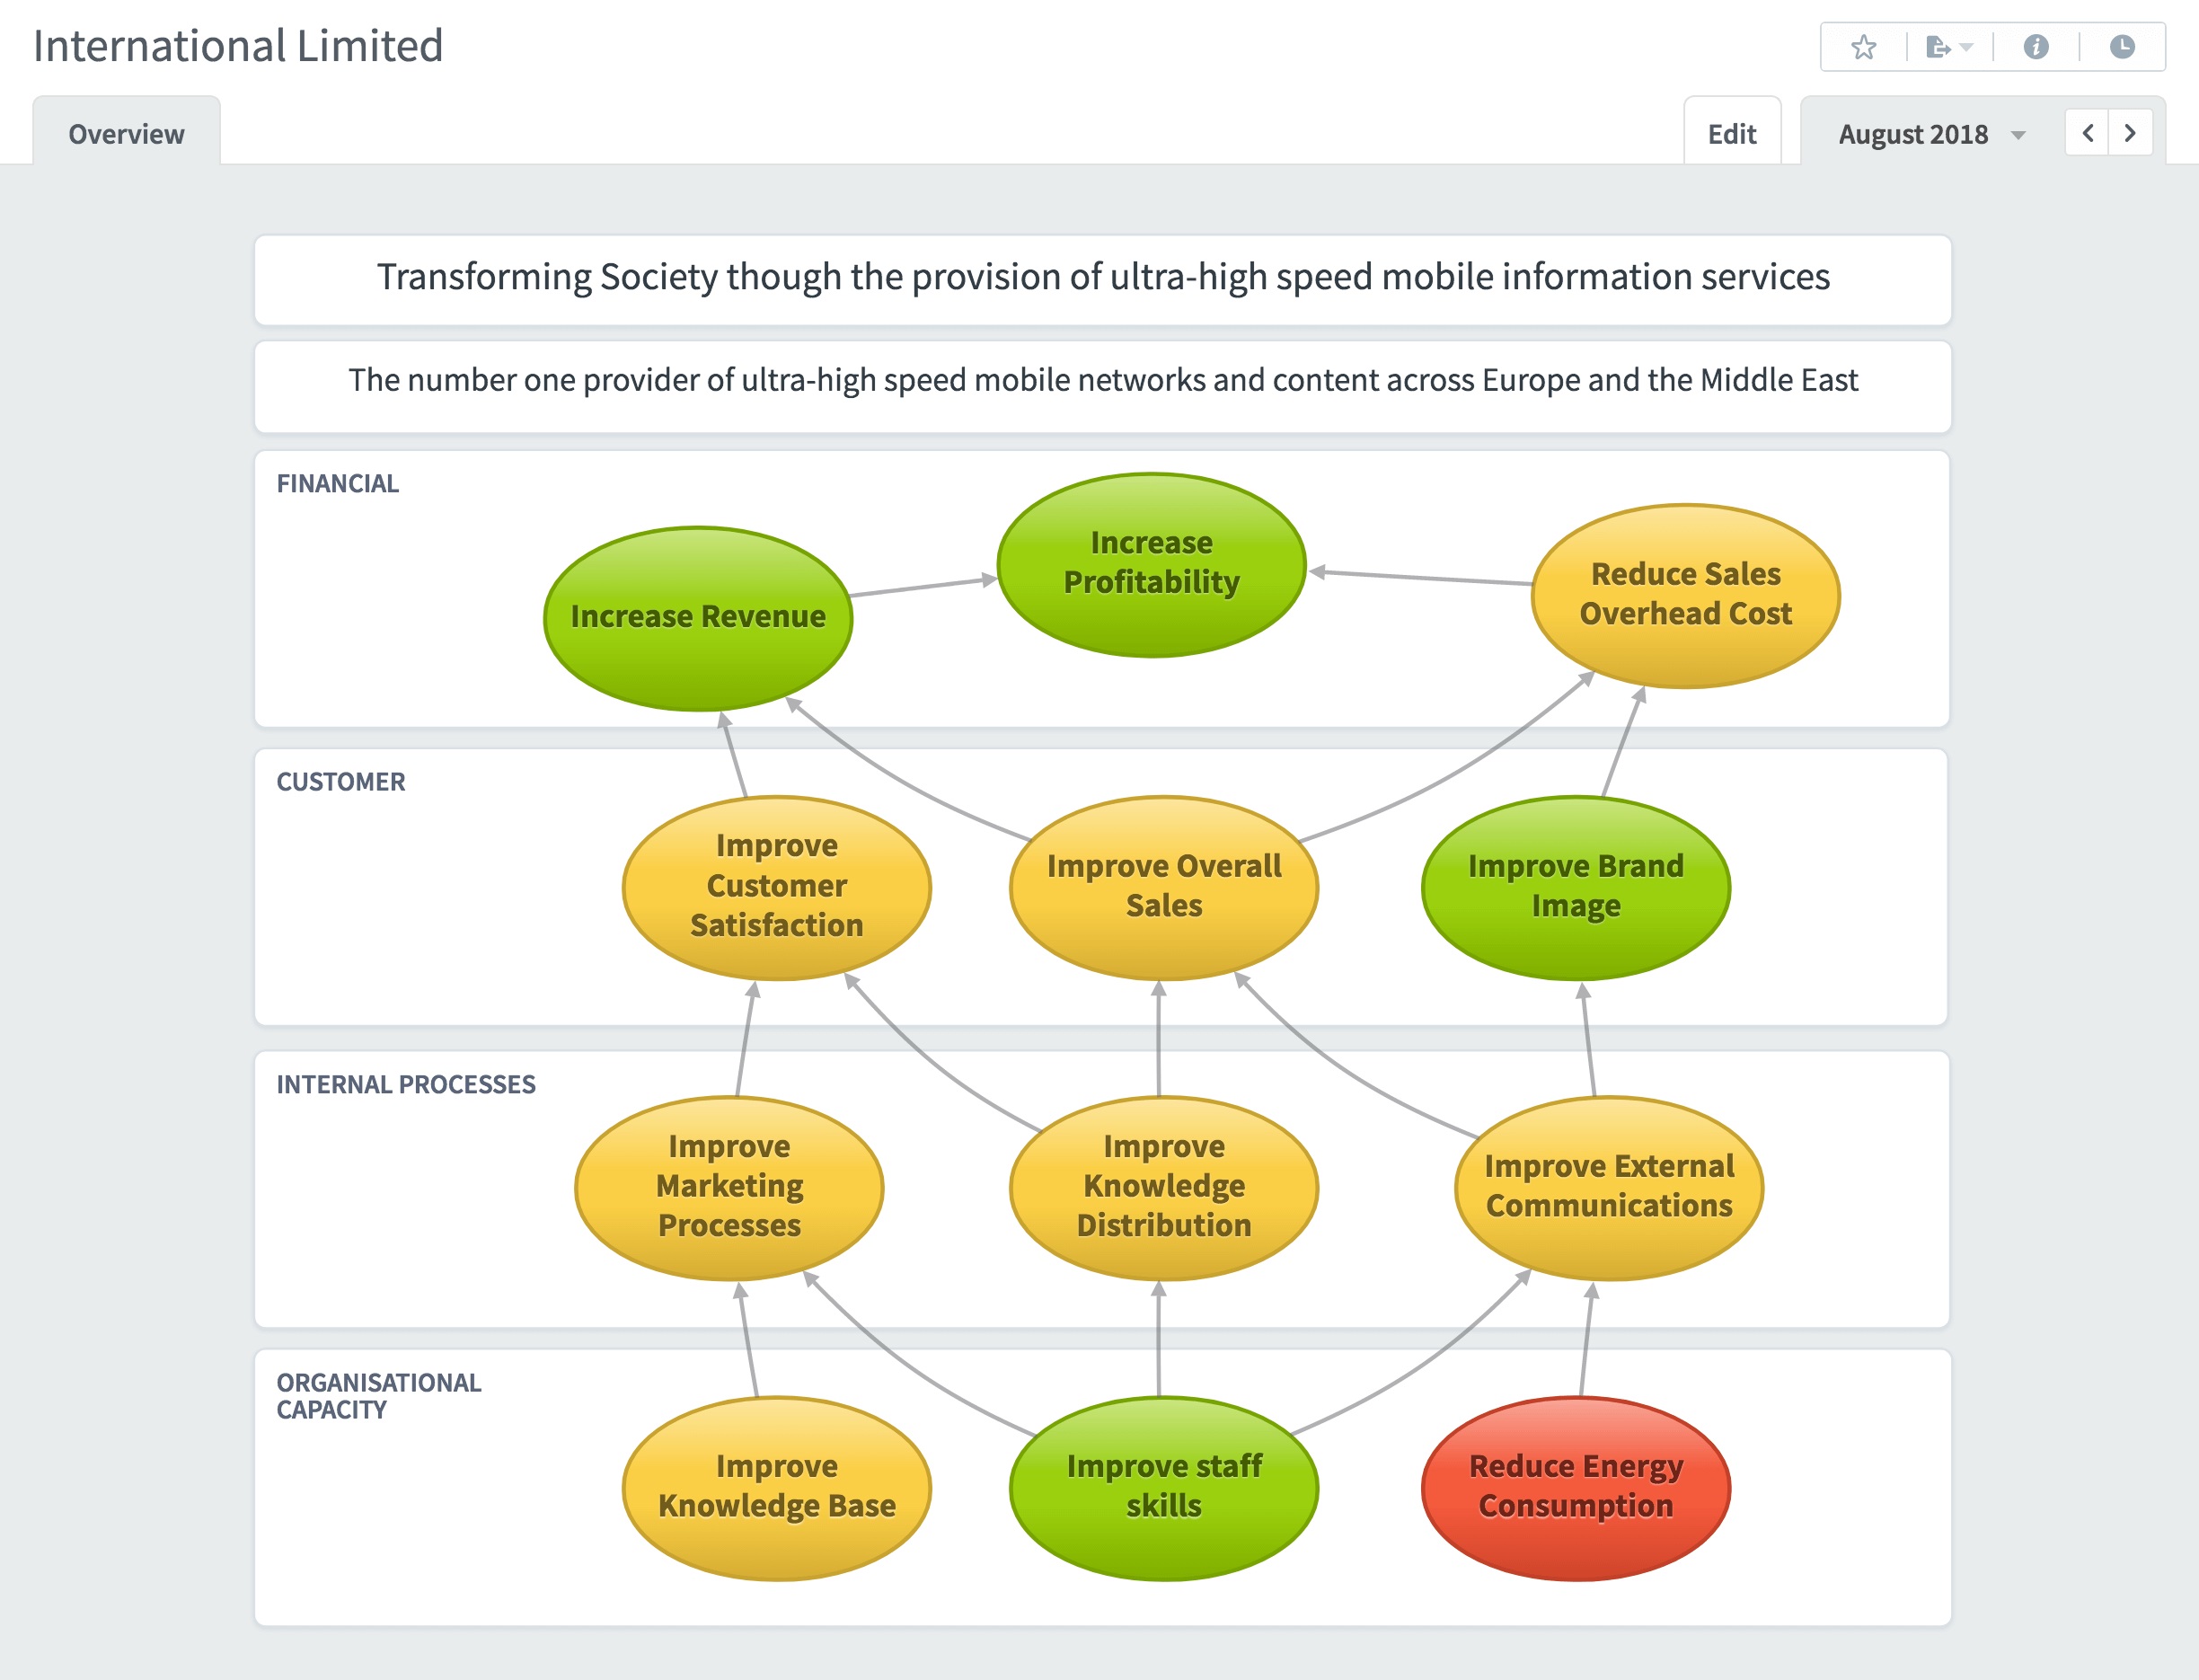 International Limited
Overview
Edit
August 2018
Transforming Society though the provision of ultra-high speed mobile information services
The number one provider of ultra-high speed mobile networks and content across Europe and the Middle East
FINANCIAL
Increase
Profitability
Increase Revenue
Reduce Sales
Overhead Cost
CUSTOMER
Improve
Customer
Satisfaction
Improve Overall
Sales
Improve Brand
Image
INTERNAL PROCESSES
Improve
Marketing
Processes
Improve
Knowledge
Distribution
Improve External
Communications
ORGANISATIONAL
CAPACITY
Improve
Knowledge Base
Improve staff
skills
Reduce Energy
Consumption